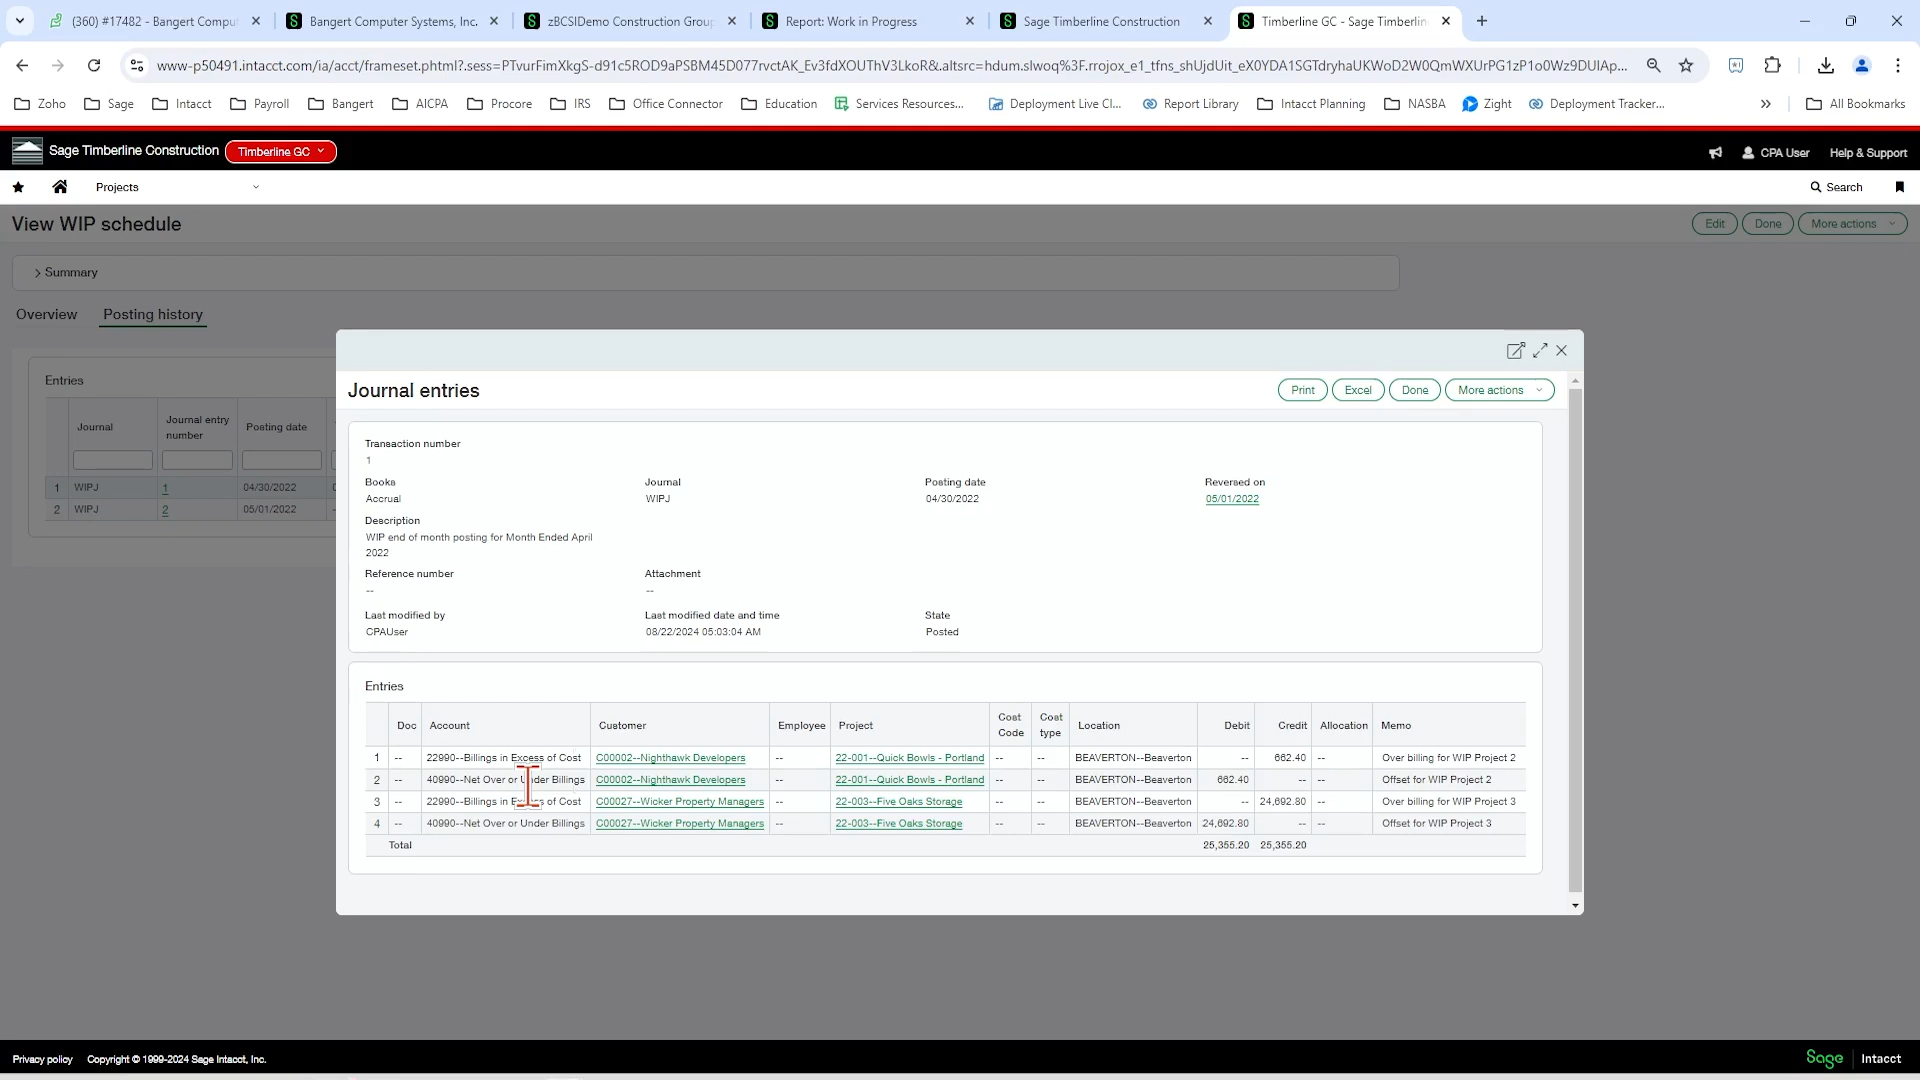 (360) #17482 - Bangert Comput
Bangert Computer Systems, Inc.
zBCSIDemo Construction Group
Report: Work in Progress
Sage Timberline Construction
Timberline GC - Sage Timberlin
www-p50491.intacct.com/ia/acct/frameset.phtml?.sess=PTvurFimXkgS-d91c5ROD9aPSBM45D077rvctAK_Ev3fdXOUThV3LkoR&.altsrc=hdum.slwoq%3F.rrojox_e1_tfns_shUjdUit_eX0YDA1SGTdryhaUKWoD2W0QmWXUrPG1zP1o0Wz9DUIAp...
Zoho
Sage
Intacct
Payroll
Bangert
AICPA
Procore
IRS
Office Connector
Education
Services Resources...
Deployment Live Cl...
Report Library
Intacct Planning
NASBA
Zight
Deployment Tracker...
All Bookmarks
Sage Timberline Construction
Timberline GC
CPA User
Help & Support
Projects
Search
View WIP schedule
Edit
Done
More actions
Summary
Overview
Posting history
Entries
Journal
Journal entry number
Posting date
1 WIPJ 1 04/30/2022
2 WIPJ 2 05/01/2022
Journal entries
Print
Excel
Done
More actions
Transaction number
1
Books
Accrual
Journal
WIPJ
Posting date
04/30/2022
Reversed on
05/01/2022
Description
WIP end of month posting for Month Ended April
2022
Reference number
--
Attachment
--
Last modified by
CPAUser
Last modified date and time
08/22/2024 05:03:04 AM
State
Posted
Entries
Doc Account Customer Employee Project Cost Code Cost type Location Debit Credit Allocation Memo
1 -- 22990--Billings in Excess of Cost C00002--Nighthawk Developers -- 22-001--Quick Bowls - Portland -- -- BEAVERTON--Beaverton -- 662.40 -- Over billing for WIP Project 2
2 -- 40990--Net Over or Under Billings C00002--Nighthawk Developers -- 22-001--Quick Bowls - Portland -- -- BEAVERTON--Beaverton 662.40 -- -- Offset for WIP Project 2
3 -- 22990--Billings in Excess of Cost C00027--Wicker Property Managers -- 22-003--Five Oaks Storage -- -- BEAVERTON--Beaverton -- 24,692.80 -- Over billing for WIP Project 3
4 -- 40990--Net Over or Under Billings C00027--Wicker Property Managers -- 22-003--Five Oaks Storage -- -- BEAVERTON--Beaverton 24,692.80 -- -- Offset for WIP Project 3
Total 25,355.20 25,355.20
Privacy policy
Copyright © 1999-2024 Sage Intacct, Inc.
Sage Intacct